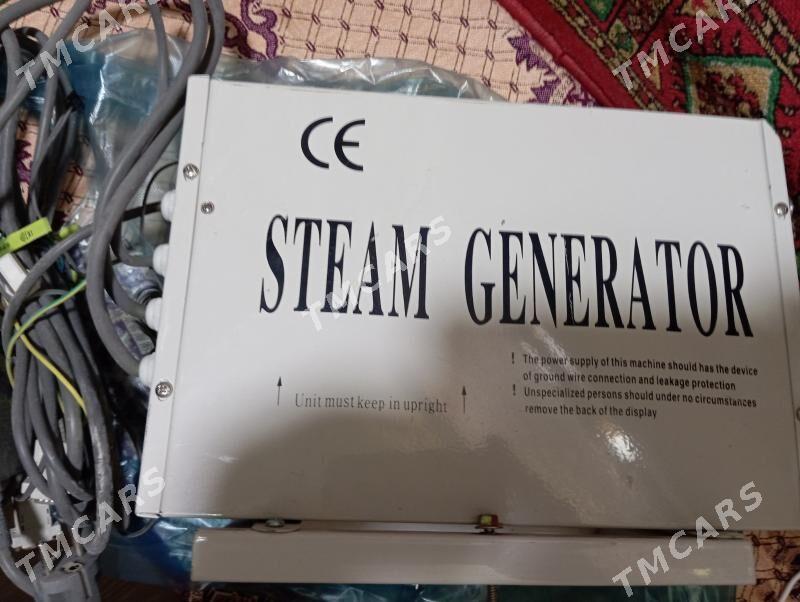 CE
STEAM GENERATOR
! The power supply of this machine should has the device
of ground wire connection and leakage protection
! Unspecialized persons should under no circumstances
remove the back of the display
↑ Unit must keep in upright ↑
TMCARS
TMCARS
TMCARS
TMCARS
TMCARS
TMCARS
TMCARS